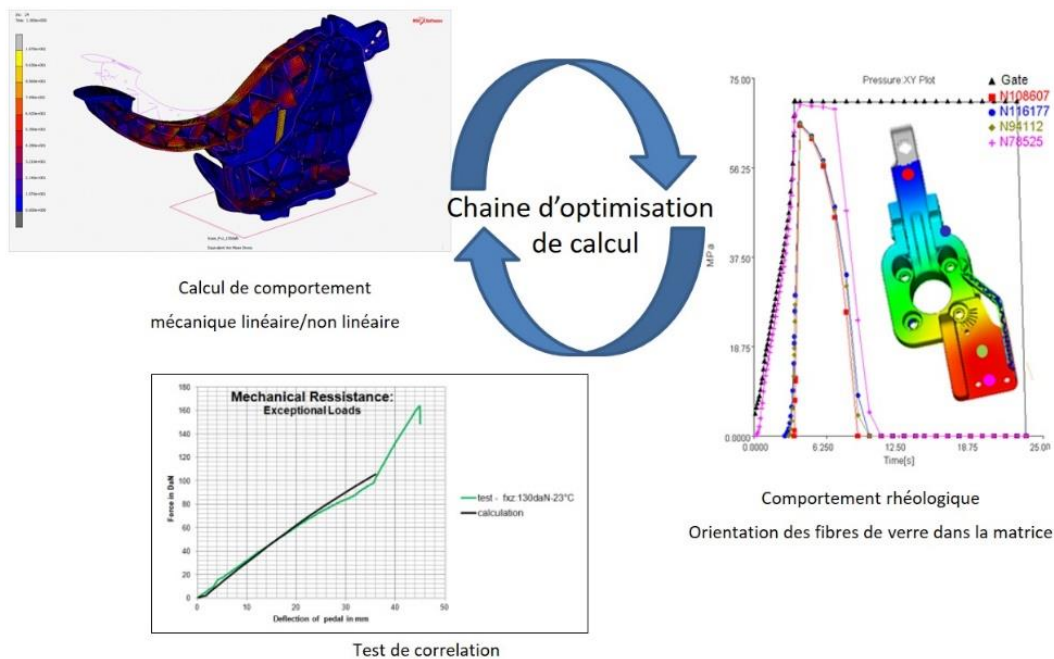 Chaine d'optimisation
de calcul
Calcul de comportement
mécanique linéaire/non linéaire
Pressure:XY Plot
75.00
56.25
37.50
18.75
0.0000
MPa
0.0000
6.250
12.50
18.75
25.00
Time[s]
Gate
N108607
N116177
N94112
N78525
Comportement rhéologique
Orientation des fibres de verre dans la matrice
Mechanical Ressistance:
Exceptional Loads
Force in DaN
180
160
140
120
100
80
60
40
20
0
0
10
20
30
40
50
Deflection of pedal in mm
test - fxz:130daN-23°C
calculation
Test de correlation